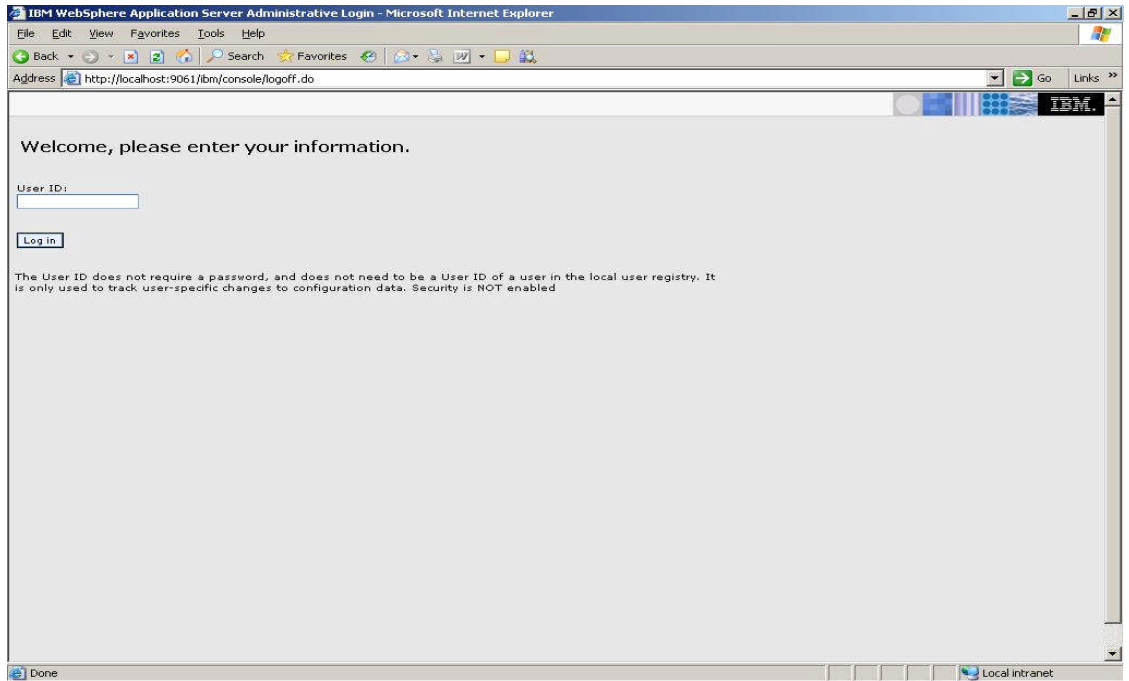 IBM WebSphere Application Server Administrative Login - Microsoft Internet Explorer
File Edit View Favorites Tools Help
Back Search Favorites
Address http://localhost:9061/ibm/console/logoff.do Go Links »
IBM.
Welcome, please enter your information.
User ID:
Log in
The User ID does not require a password, and does not need to be a User ID of a user in the local user registry. It
is only used to track user-specific changes to configuration data. Security is NOT enabled
Done Local intranet